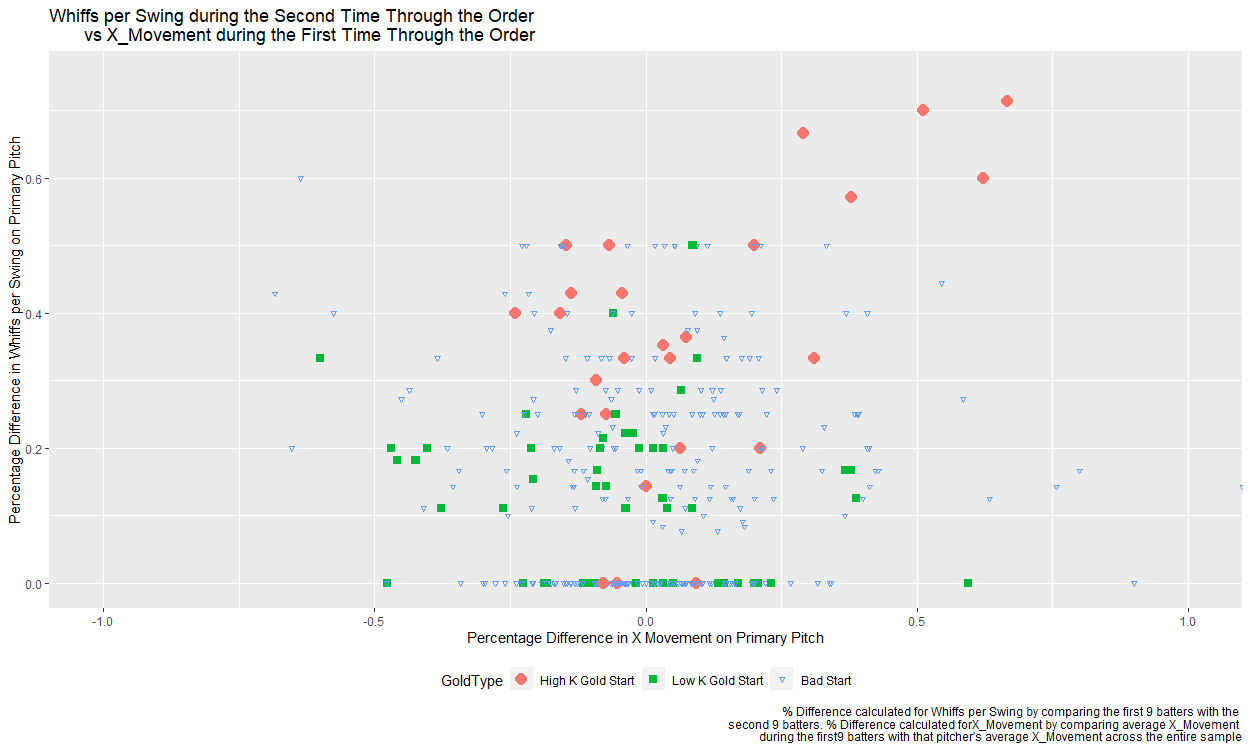 Whiffs per Swing during the Second Time Through the Order
vs X_Movement during the First Time Through the Order
Percentage Difference in Whiffs per Swing on Primary Pitch
0.6
0.4
0.2
0.0
-1.0
-0.5
0.0
0.5
1.0
Percentage Difference in X Movement on Primary Pitch
GoldType
High K Gold Start
Low K Gold Start
Bad Start
% Difference calculated for Whiffs per Swing by comparing the first 9 batters with the
second 9 batters. % Difference calculated forX_Movement by comparing average X_Movement
during the first9 batters with that pitcher's average X_Movement across the entire sample